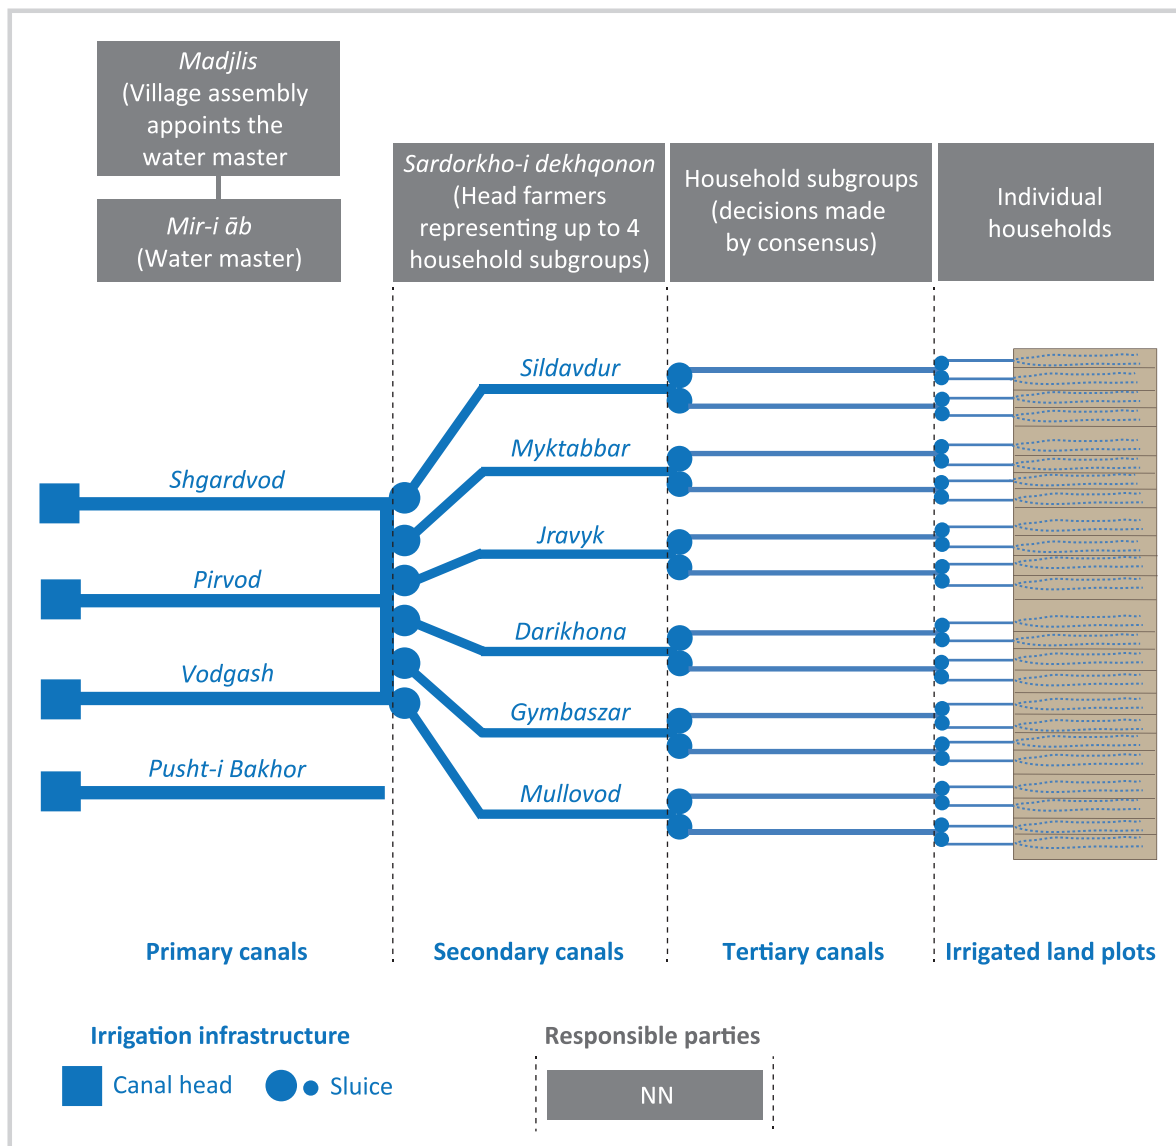 Madjlis
(Village assembly
appoints the
water master
Mir-i āb
(Water master)
Sardorkho-i dekhqonon
(Head farmers
representing up to 4
household subgroups)
Household subgroups
(decisions made
by consensus)
Individual
households
Shgardvod
Pirvod
Vodgash
Pusht-i Bakhor
Sildavdur
Myktabbar
Jravyk
Darikhona
Gymbaszar
Mullovod
Primary canals
Secondary canals
Tertiary canals
Irrigated land plots
Irrigation infrastructure
Canal head
Sluice
Responsible parties
NN